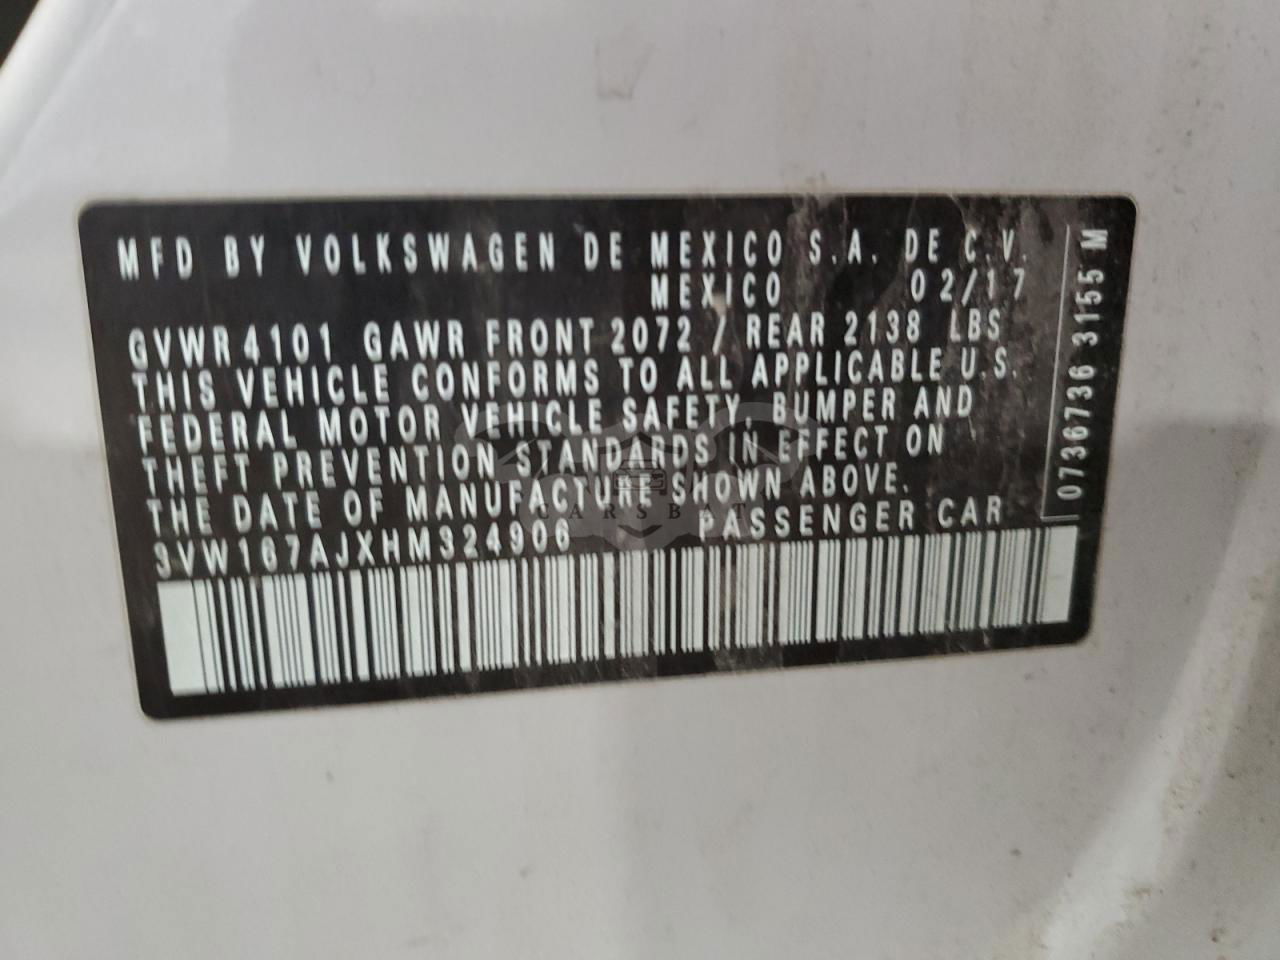 MFD BY VOLKSWAGEN DE MEXICO S.A. DE C.V.
MEXICO 02/17
GVWR 4101 GAWR FRONT 2072 / REAR 2138 LBS
THIS VEHICLE CONFORMS TO ALL APPLICABLE U.S.
FEDERAL MOTOR VEHICLE SAFETY, BUMPER AND
THEFT PREVENTION STANDARDS IN EFFECT ON
THE DATE OF MANUFACTURE SHOWN ABOVE.
3VW167AJXHM324906 PASSENGER CAR
0736736 3155 M
CARSBAT